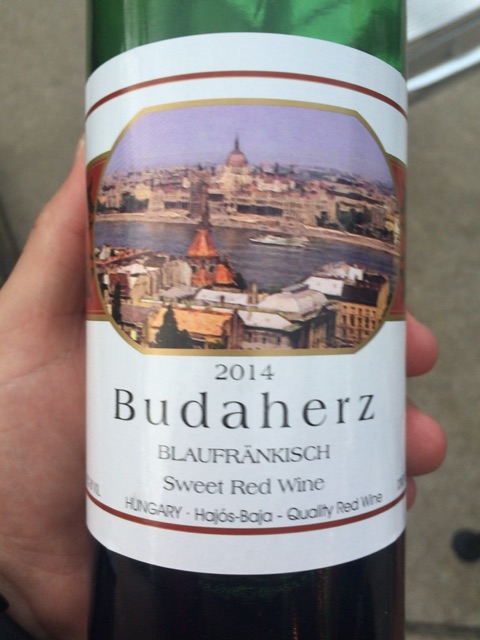 2014
Budaherz
BLAUFRÄNKISCH
Sweet Red Wine
HUNGARY · Hajós-Baja - Quality Red Wine